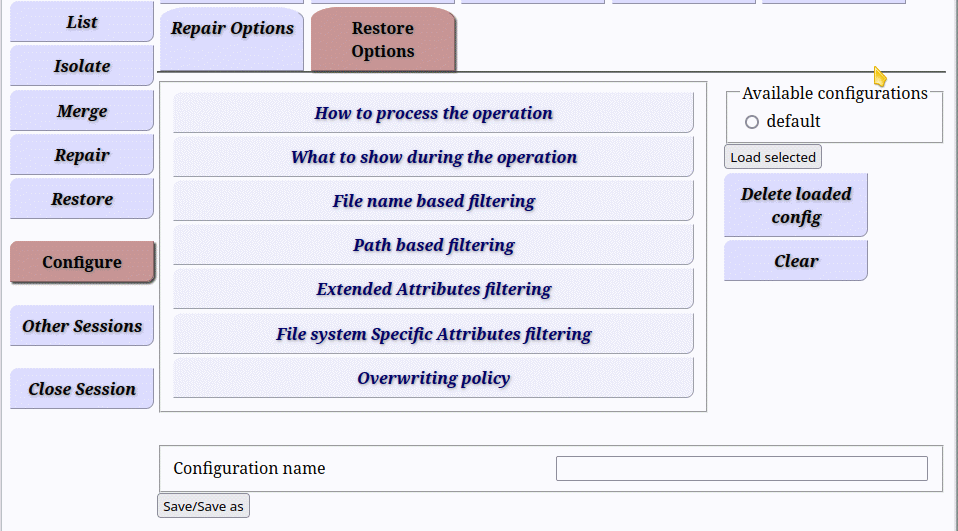 List
Isolate
Merge
Repair
Restore
Configure
Other Sessions
Close Session
Repair Options
Restore
Options
How to process the operation
What to show during the operation
File name based filtering
Path based filtering
Extended Attributes filtering
File system Specific Attributes filtering
Overwriting policy
Available configurations
default
Load selected
Delete loaded
config
Clear
Configuration name
Save/Save as